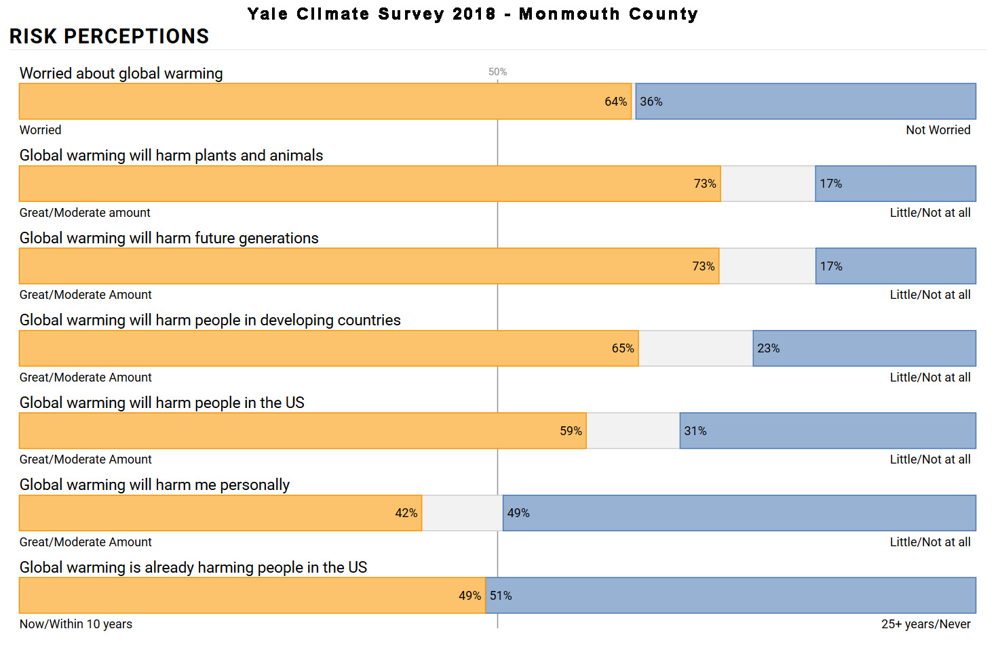 Yale Climate Survey 2018 - Monmouth County
RISK PERCEPTIONS
Worried about global warming
50%
64% 36%
Worried Not Worried
Global warming will harm plants and animals
73% 17%
Great/Moderate amount Little/Not at all
Global warming will harm future generations
73% 17%
Great/Moderate Amount Little/Not at all
Global warming will harm people in developing countries
65% 23%
Great/Moderate Amount Little/Not at all
Global warming will harm people in the US
59% 31%
Great/Moderate Amount Little/Not at all
Global warming will harm me personally
42% 49%
Great/Moderate Amount Little/Not at all
Global warming is already harming people in the US
49% 51%
Now/Within 10 years 25+ years/Never